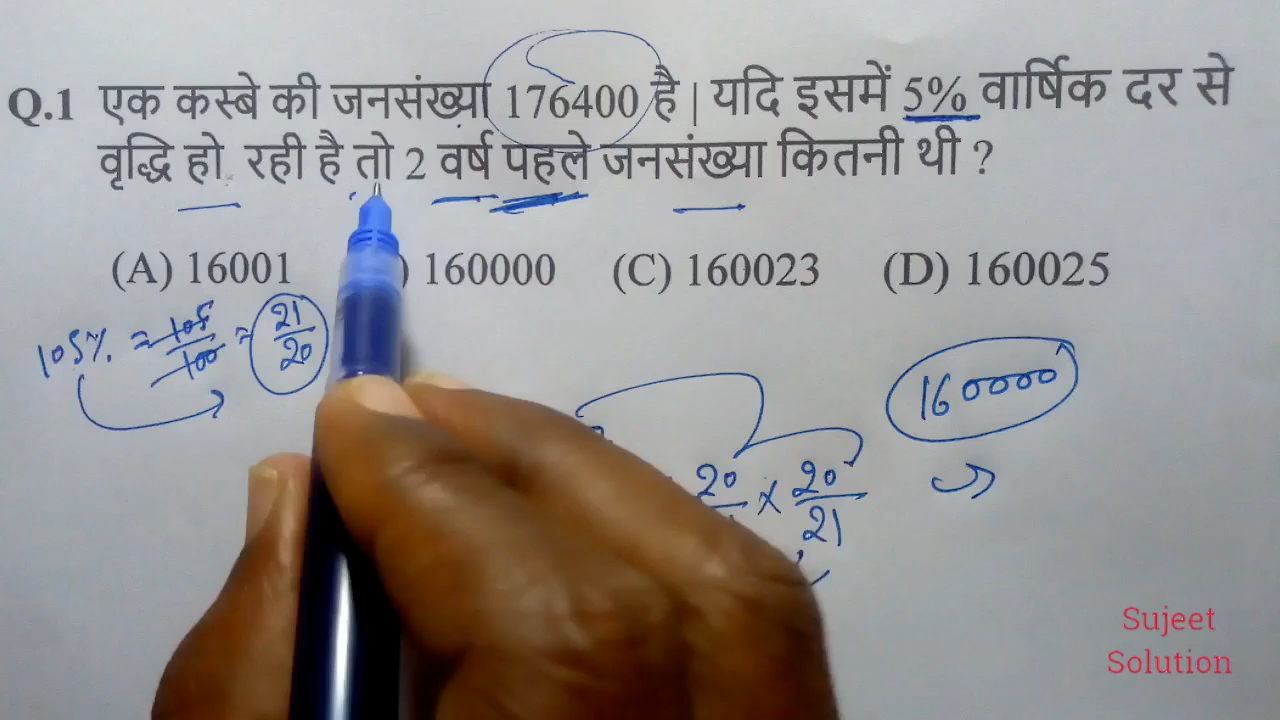 Q.1 एक कस्बे की जनसंख्या 176400 है | यदि इसमें 5% वार्षिक दर से
वृद्धि हो रही है तो 2 वर्ष पहले जनसंख्या कितनी थी ?
(A) 16001 ) 160000 (C) 160023 (D) 160025
105% = 105/100 = 21/20
160000
20/ × 20/21
Sujeet
Solution